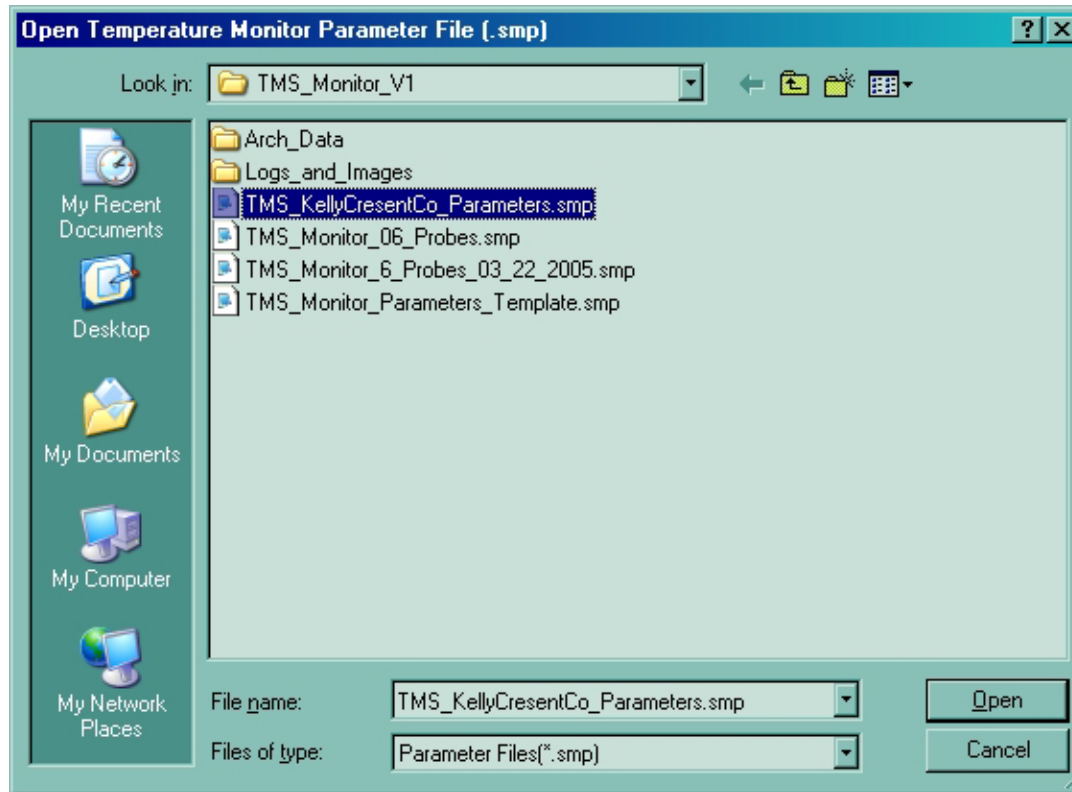 Open Temperature Monitor Parameter File (.smp)
Look in: TMS_Monitor_V1
My Recent
Documents
Desktop
My Documents
My Computer
My Network
Places
Arch_Data
Logs_and_Images
TMS_KellyCresentCo_Parameters.smp
TMS_Monitor_06_Probes.smp
TMS_Monitor_6_Probes_03_22_2005.smp
TMS_Monitor_Parameters_Template.smp
File name: TMS_KellyCresentCo_Parameters.smp Open
Files of type: Parameter Files(*.smp) Cancel